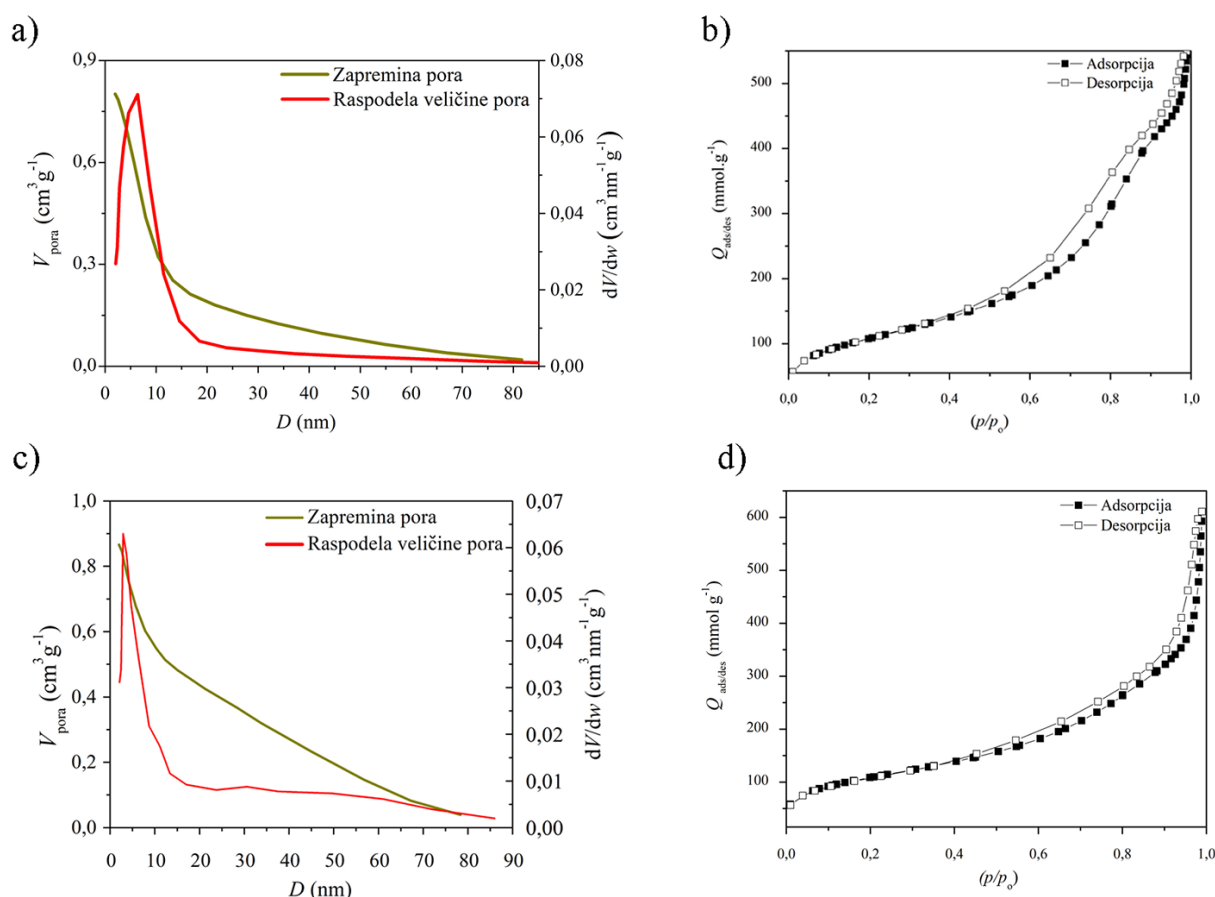 a)
0,9
0,6
0,3
0,0
V pora (cm³g⁻¹)
Zapremina pora
Raspodela veličine pora
0,08
0,06
0,04
0,02
0,00
dV/dw (cm³nm⁻¹g⁻¹)
0 10 20 30 40 50 60 70 80
D (nm)
b)
500
400
300
200
100
Q ads/des (mmol.g⁻¹)
Adsorpcija
Desorpcija
0,0 0,2 0,4 0,6 0,8 1,0
(p/pₒ)
c)
1,0
0,8
0,6
0,4
0,2
0,0
V pora (cm³g⁻¹)
Zapremina pora
Raspodela veličine pora
0,07
0,06
0,05
0,04
0,03
0,02
0,01
0,00
dV/dw (cm³nm⁻¹g⁻¹)
0 10 20 30 40 50 60 70 80 90
D (nm)
d)
600
500
400
300
200
100
Q ads/des (mmol g⁻¹)
Adsorpcija
Desorpcija
0,0 0,2 0,4 0,6 0,8 1,0
(p/pₒ)